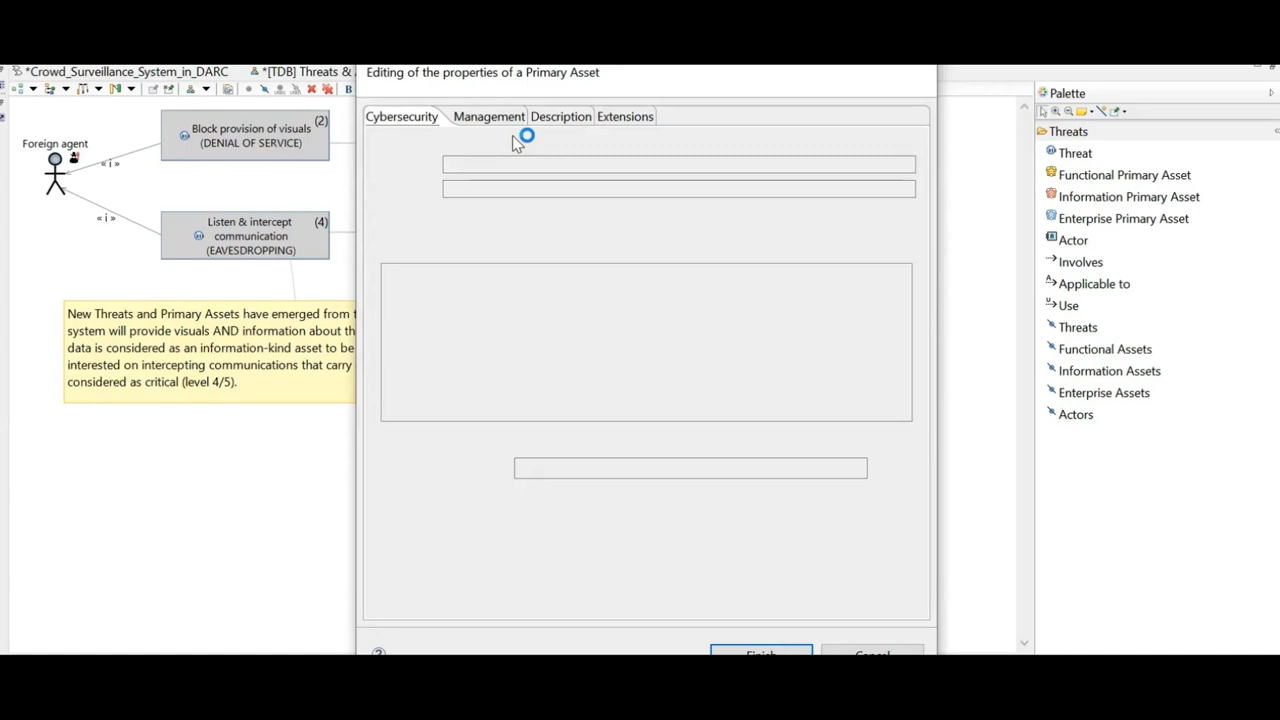 *Crowd_Surveillance_System_in_DARC
*[TDB] Threats &
Editing of the properties of a Primary Asset
Cybersecurity
Management
Description
Extensions
B
Foreign agent
« i »
« i »
Block provision of visuals
(DENIAL OF SERVICE)
(2)
Listen & intercept
communication
(EAVESDROPPING)
(4)
New Threats and Primary Assets have emerged from t
system will provide visuals AND information about th
data is considered as an information-kind asset to be
interested on intercepting communications that carry
considered as critical (level 4/5).
?
Finish
Cancel
Palette
Threats
Threat
Functional Primary Asset
Information Primary Asset
Enterprise Primary Asset
Actor
Involves
Applicable to
Use
Threats
Functional Assets
Information Assets
Enterprise Assets
Actors